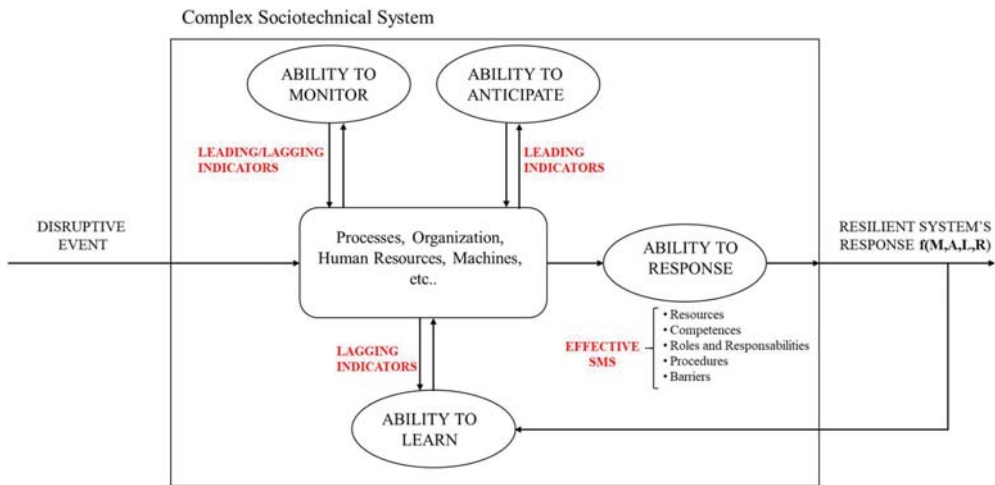 Complex Sociotechnical System
ABILITY TO
MONITOR
ABILITY TO
ANTICIPATE
LEADING/LAGGING
INDICATORS
LEADING
INDICATORS
DISRUPTIVE
EVENT
Processes, Organization,
Human Resources, Machines,
etc..
ABILITY TO
RESPONSE
RESILIENT SYSTEM'S
RESPONSE f(M,A,L,R)
EFFECTIVE
SMS
• Resources
• Competences
• Roles and Responsabilities
• Procedures
• Barriers
LAGGING
INDICATORS
ABILITY TO
LEARN